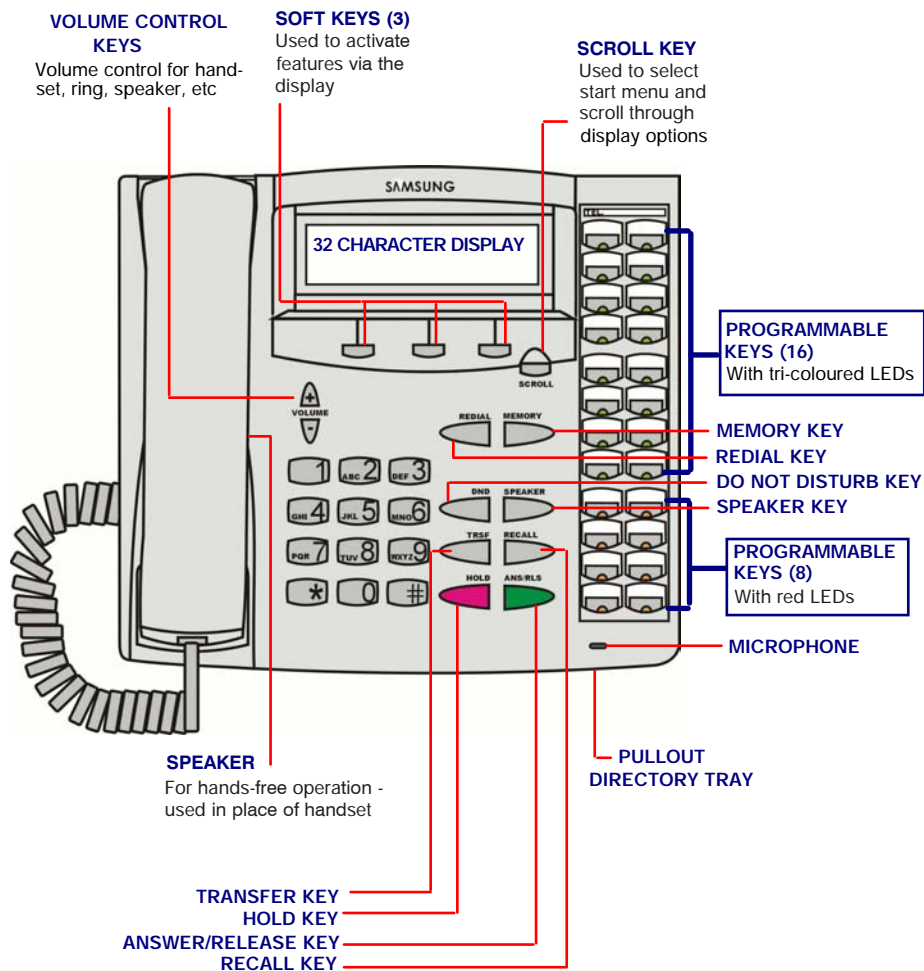 VOLUME CONTROL
KEYS
Volume control for hand-
set, ring, speaker, etc
SOFT KEYS (3)
Used to activate
features via the
display
SCROLL KEY
Used to select
start menu and
scroll through
display options
SAMSUNG
32 CHARACTER DISPLAY
TEL.
PROGRAMMABLE
KEYS (16)
With tri-coloured LEDs
SCROLL
+
VOLUME
-
REDIAL MEMORY
MEMORY KEY
REDIAL KEY
DO NOT DISTURB KEY
SPEAKER KEY
1 ABC 2 DEF 3
DND SPEAKER
GHI 4 JKL 5 MNO 6
TRSF RECALL
PQR 7 TUV 8 WXYZ 9
HOLD ANS/RLS
* 0 #
PROGRAMMABLE
KEYS (8)
With red LEDs
MICROPHONE
PULLOUT
DIRECTORY TRAY
SPEAKER
For hands-free operation -
used in place of handset
TRANSFER KEY
HOLD KEY
ANSWER/RELEASE KEY
RECALL KEY